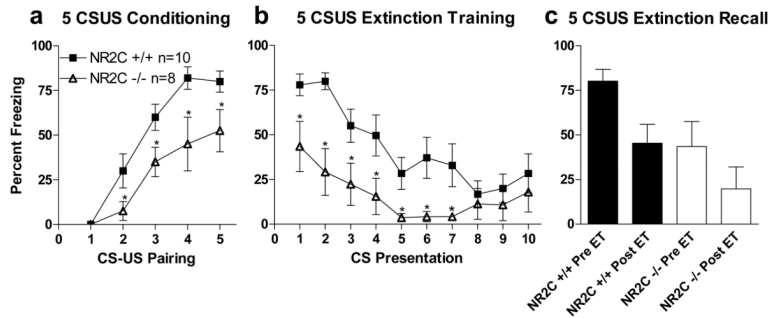 a 5 CSUS Conditioning
b 5 CSUS Extinction Training
c 5 CSUS Extinction Recall
Percent Freezing
100
75
50
25
0
NR2C +/+ n=10
NR2C -/- n=8
*
*
*
*
0 1 2 3 4 5
CS-US Pairing
100
75
50
25
0
*
*
*
*
*
*
*
0 1 2 3 4 5 6 7 8 9 10
CS Presentation
100
75
50
25
0
NR2C +/+ Pre ET
NR2C +/+ Post ET
NR2C -/- Pre ET
NR2C -/- Post ET